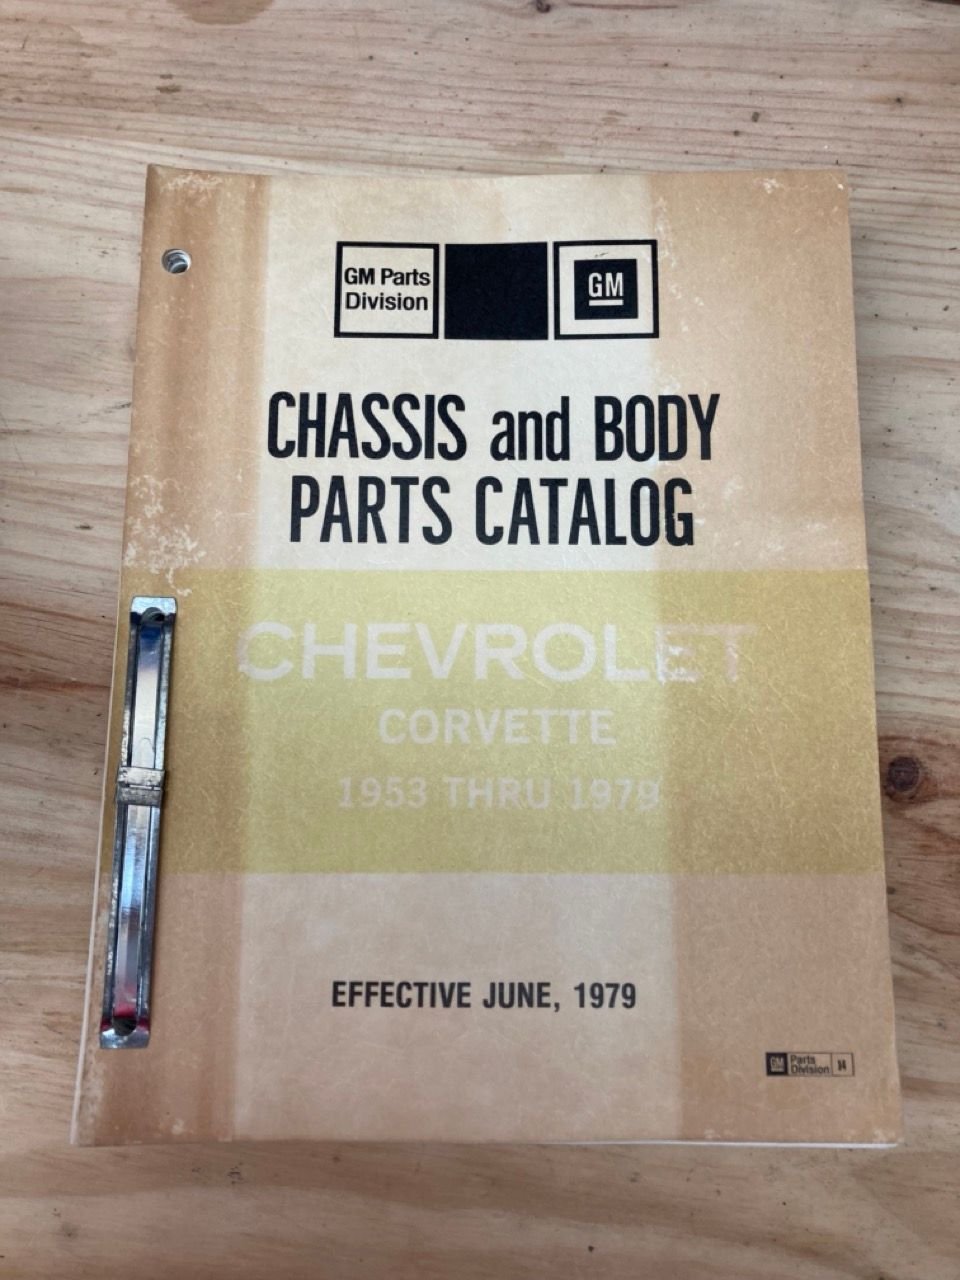 GM Parts
Division
GM
CHASSIS and BODY
PARTS CATALOG
CHEVROLET
CORVETTE
1953 THRU 1979
EFFECTIVE JUNE, 1979
GM Parts
Division